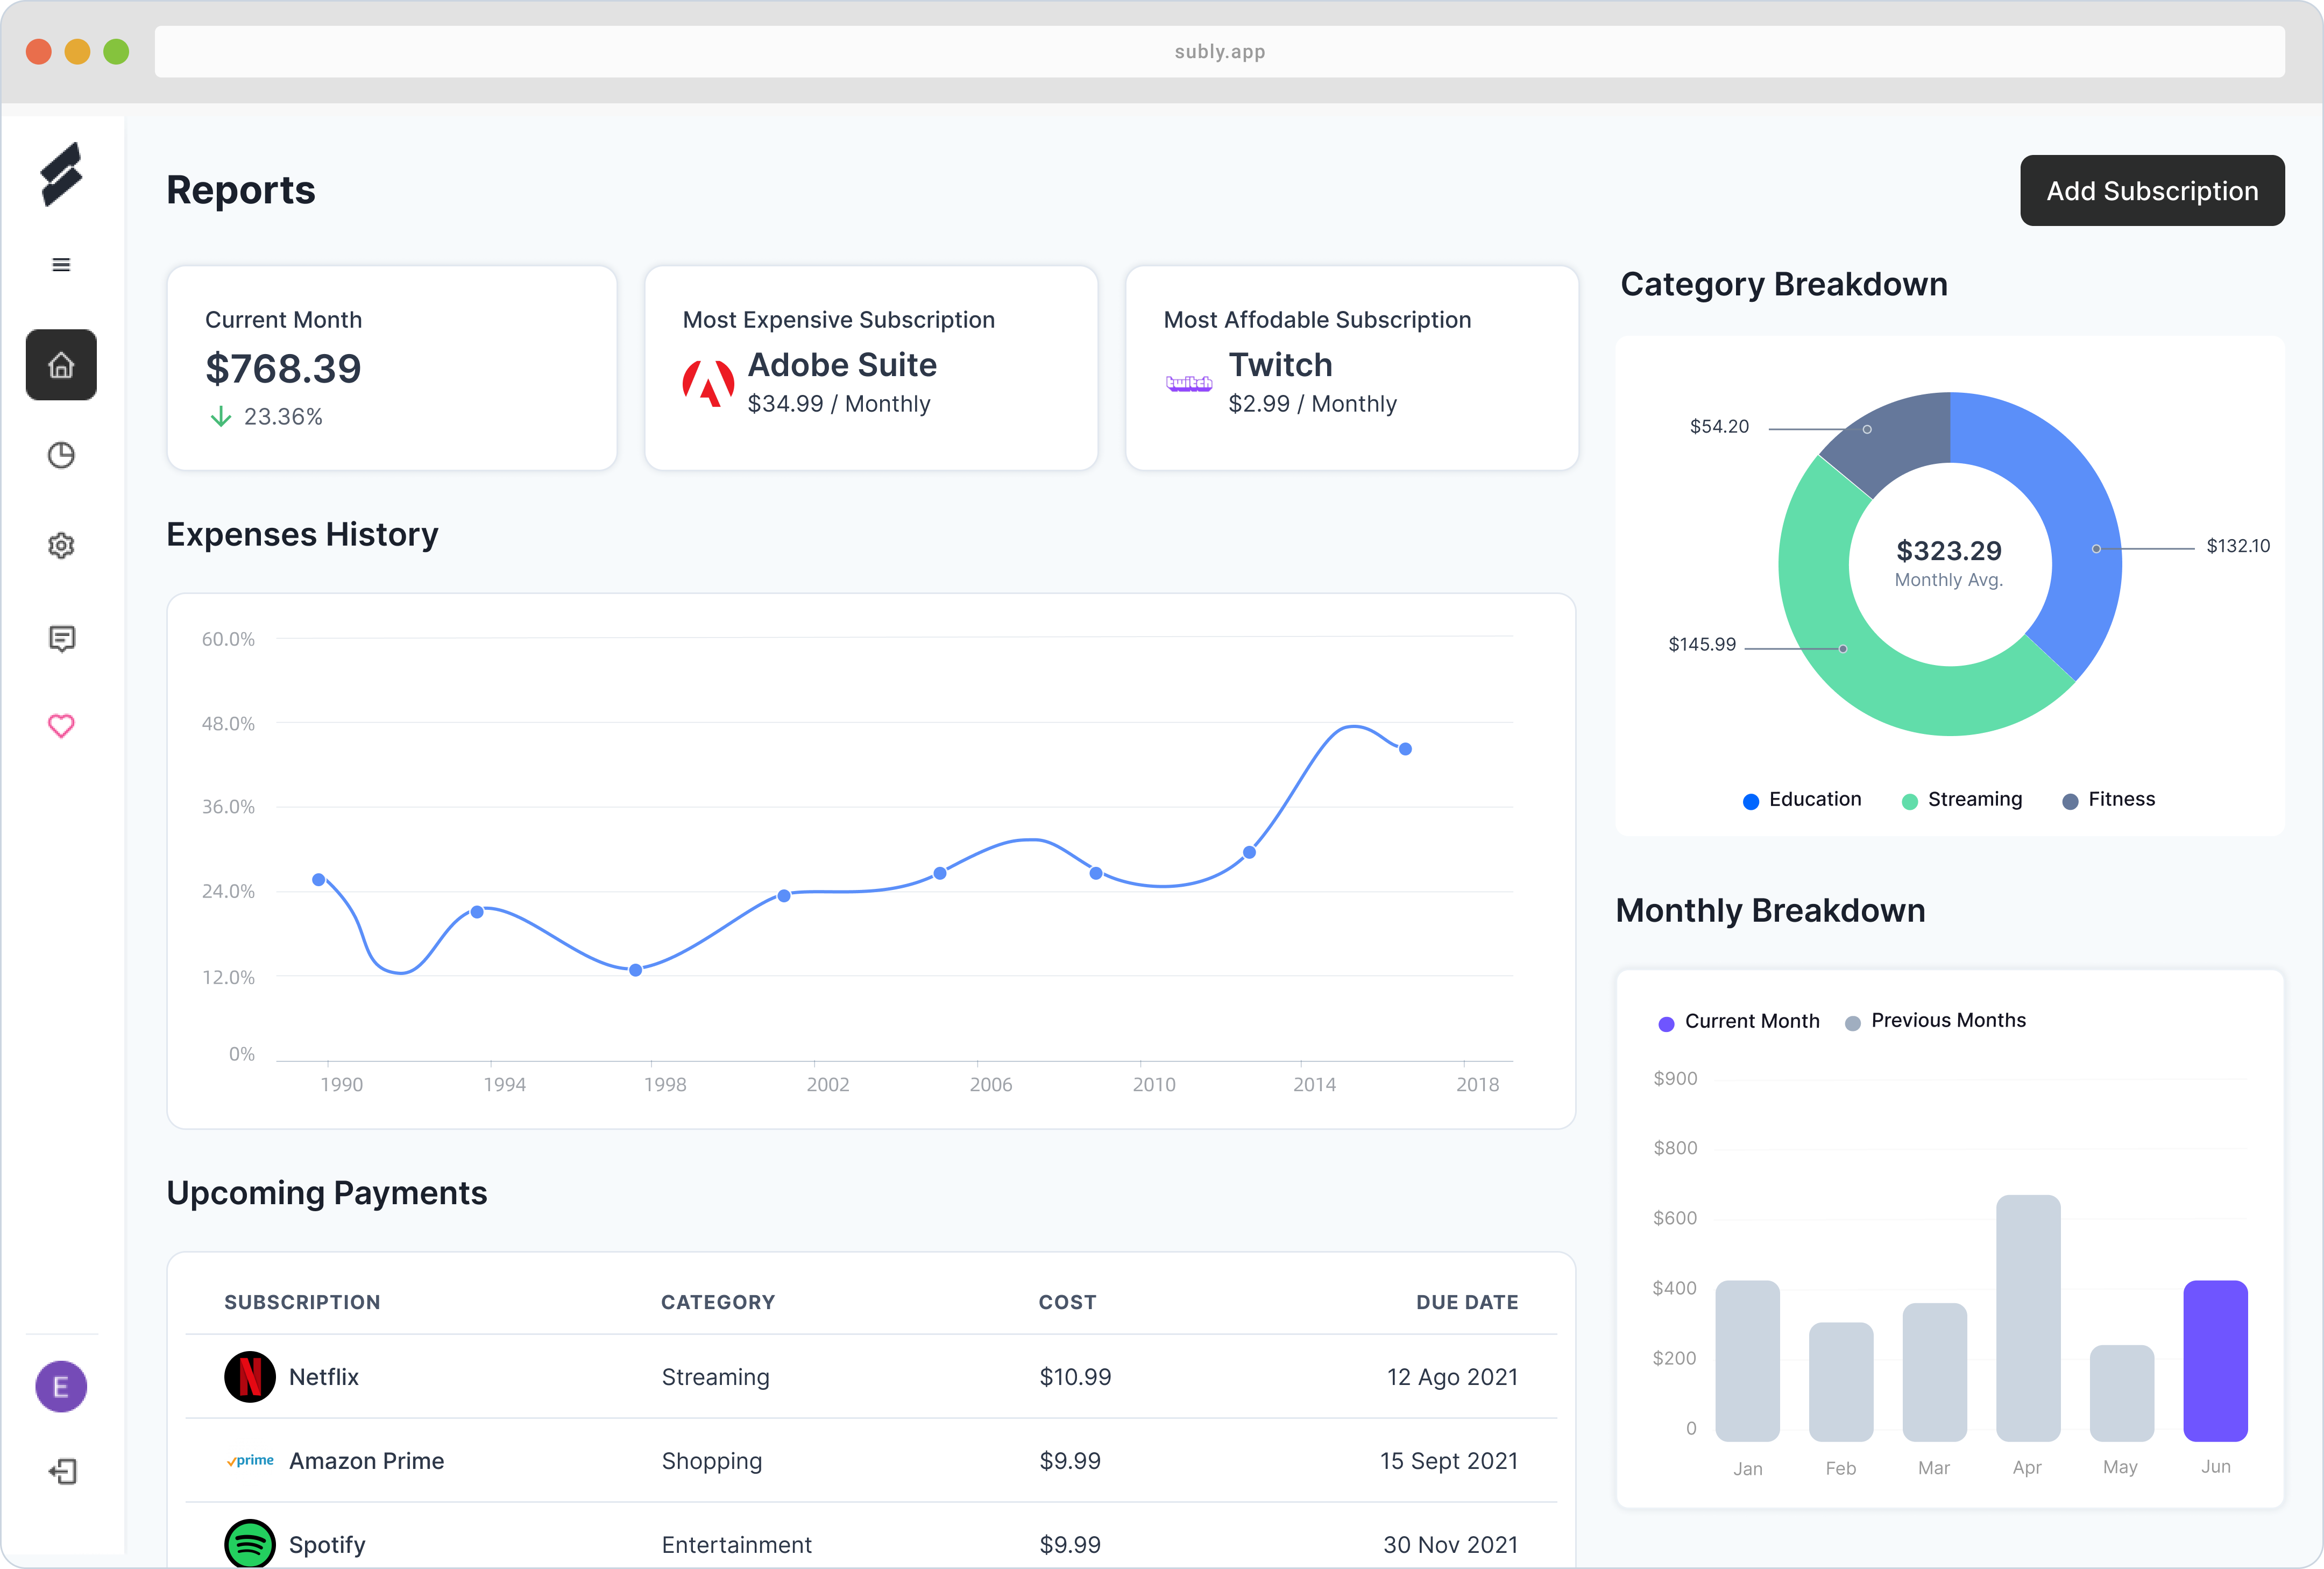 subly.app
Reports
Add Subscription
Current Month
$768.39
23.36%
Most Expensive Subscription
Adobe Suite
$34.99 / Monthly
Most Affodable Subscription
twitch
Twitch
$2.99 / Monthly
Category Breakdown
$54.20
$132.10
$323.29
Monthly Avg.
$145.99
Education Streaming Fitness
Expenses History
60.0%
48.0%
36.0%
24.0%
12.0%
0%
1990 1994 1998 2002 2006 2010 2014 2018
Monthly Breakdown
Current Month Previous Months
$900
$800
$600
$400
$200
0
Jan Feb Mar Apr May Jun
Upcoming Payments
SUBSCRIPTION CATEGORY COST DUE DATE
N Netflix Streaming $10.99 12 Ago 2021
prime Amazon Prime Shopping $9.99 15 Sept 2021
Spotify Entertainment $9.99 30 Nov 2021
E